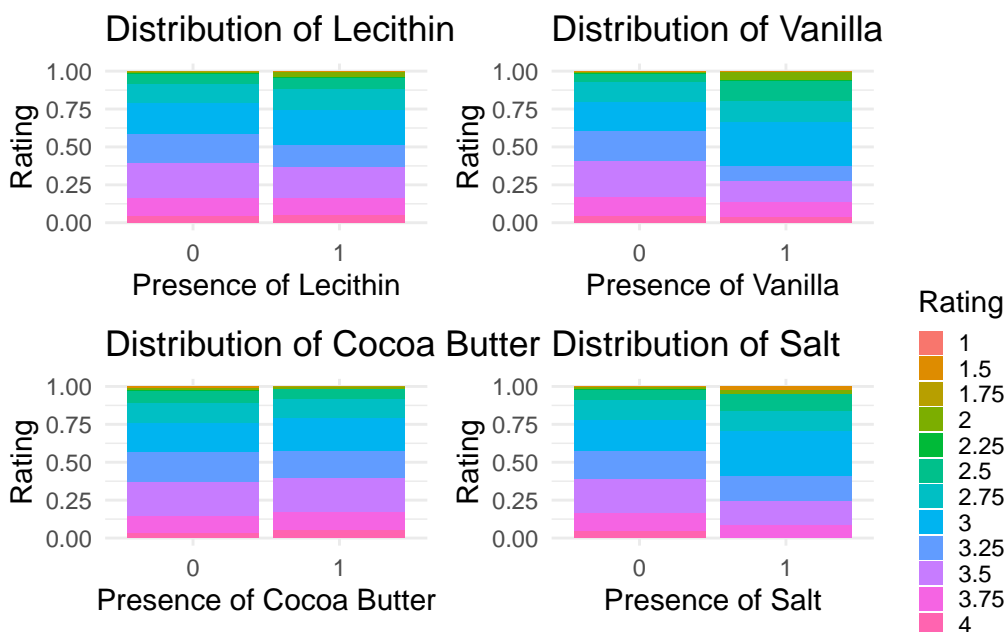 Distribution of Lecithin
1.00
0.75
0.50
0.25
0.00
Rating
0 1
Presence of Lecithin
Distribution of Vanilla
1.00
0.75
0.50
0.25
0.00
Rating
0 1
Presence of Vanilla
Distribution of Cocoa Butter
1.00
0.75
0.50
0.25
0.00
Rating
0 1
Presence of Cocoa Butter
Distribution of Salt
1.00
0.75
0.50
0.25
0.00
Rating
0 1
Presence of Salt
Rating
1
1.5
1.75
2
2.25
2.5
2.75
3
3.25
3.5
3.75
4